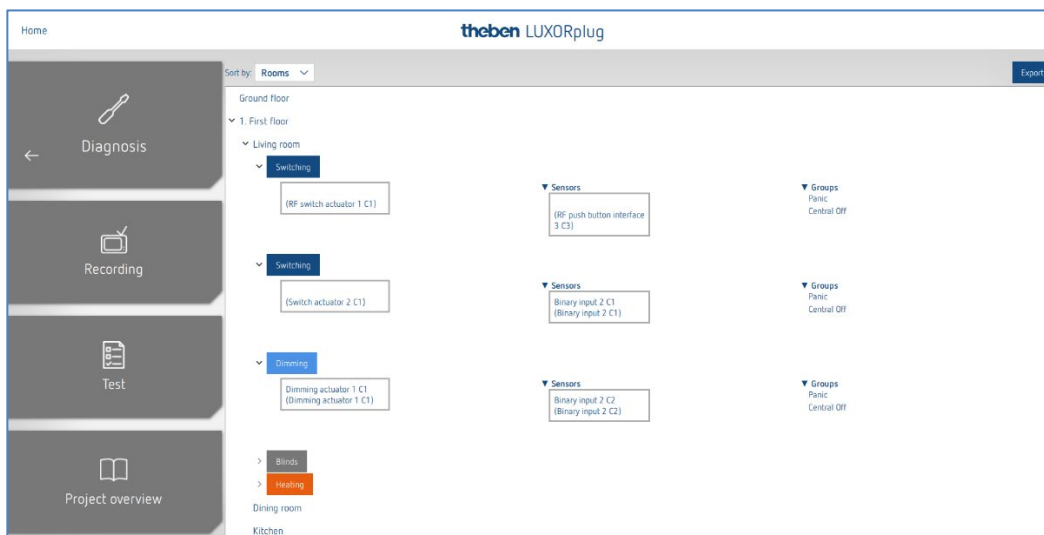 Home
theben LUXORplug
Diagnosis
Recording
Test
Project overview
Sort by: Rooms
Export
Ground floor
1. First floor
Living room
Switching
(RF switch actuator 1 C1)
Sensors
(RF push button interface
3 C3)
Groups
Panic
Central Off
Switching
(Switch actuator 2 C1)
Sensors
Binary input 2 C1
(Binary input 2 C1)
Groups
Panic
Central Off
Dimming
Dimming actuator 1 C1
(Dimming actuator 1 C1)
Sensors
Binary input 2 C2
(Binary input 2 C2)
Groups
Panic
Central Off
Blinds
Heating
Dining room
Kitchen